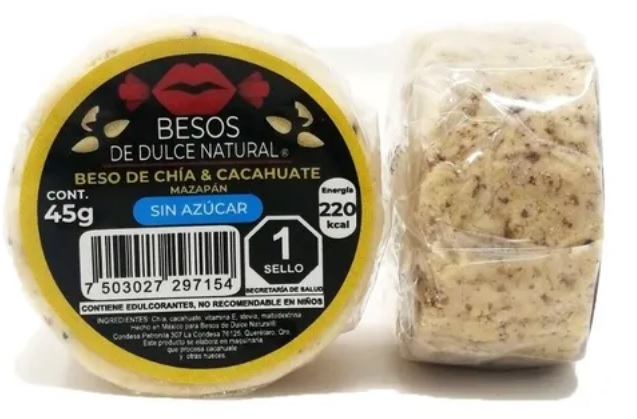 BESOS
DE DULCE NATURAL®
BESO DE CHÍA & CACAHUATE
MAZAPÁN
CONT.
45g
SIN AZÚCAR
Energía
220
kcal
7 503027 297154
1
SELLO
SECRETARÍA DE SALUD
CONTIENE EDULCORANTES, NO RECOMENDABLE EN NIÑOS
INGREDIENTES: Chía, cacahuate, vitamina E, stevia, maltodextrina
Hecho en México para Besos de Dulce Natural®.
Condesa Petronila 307 La Condesa 76125, Querétaro, Qro.
Este producto se elabora en maquinaria
que procesa cacahuate
y otras nueces.